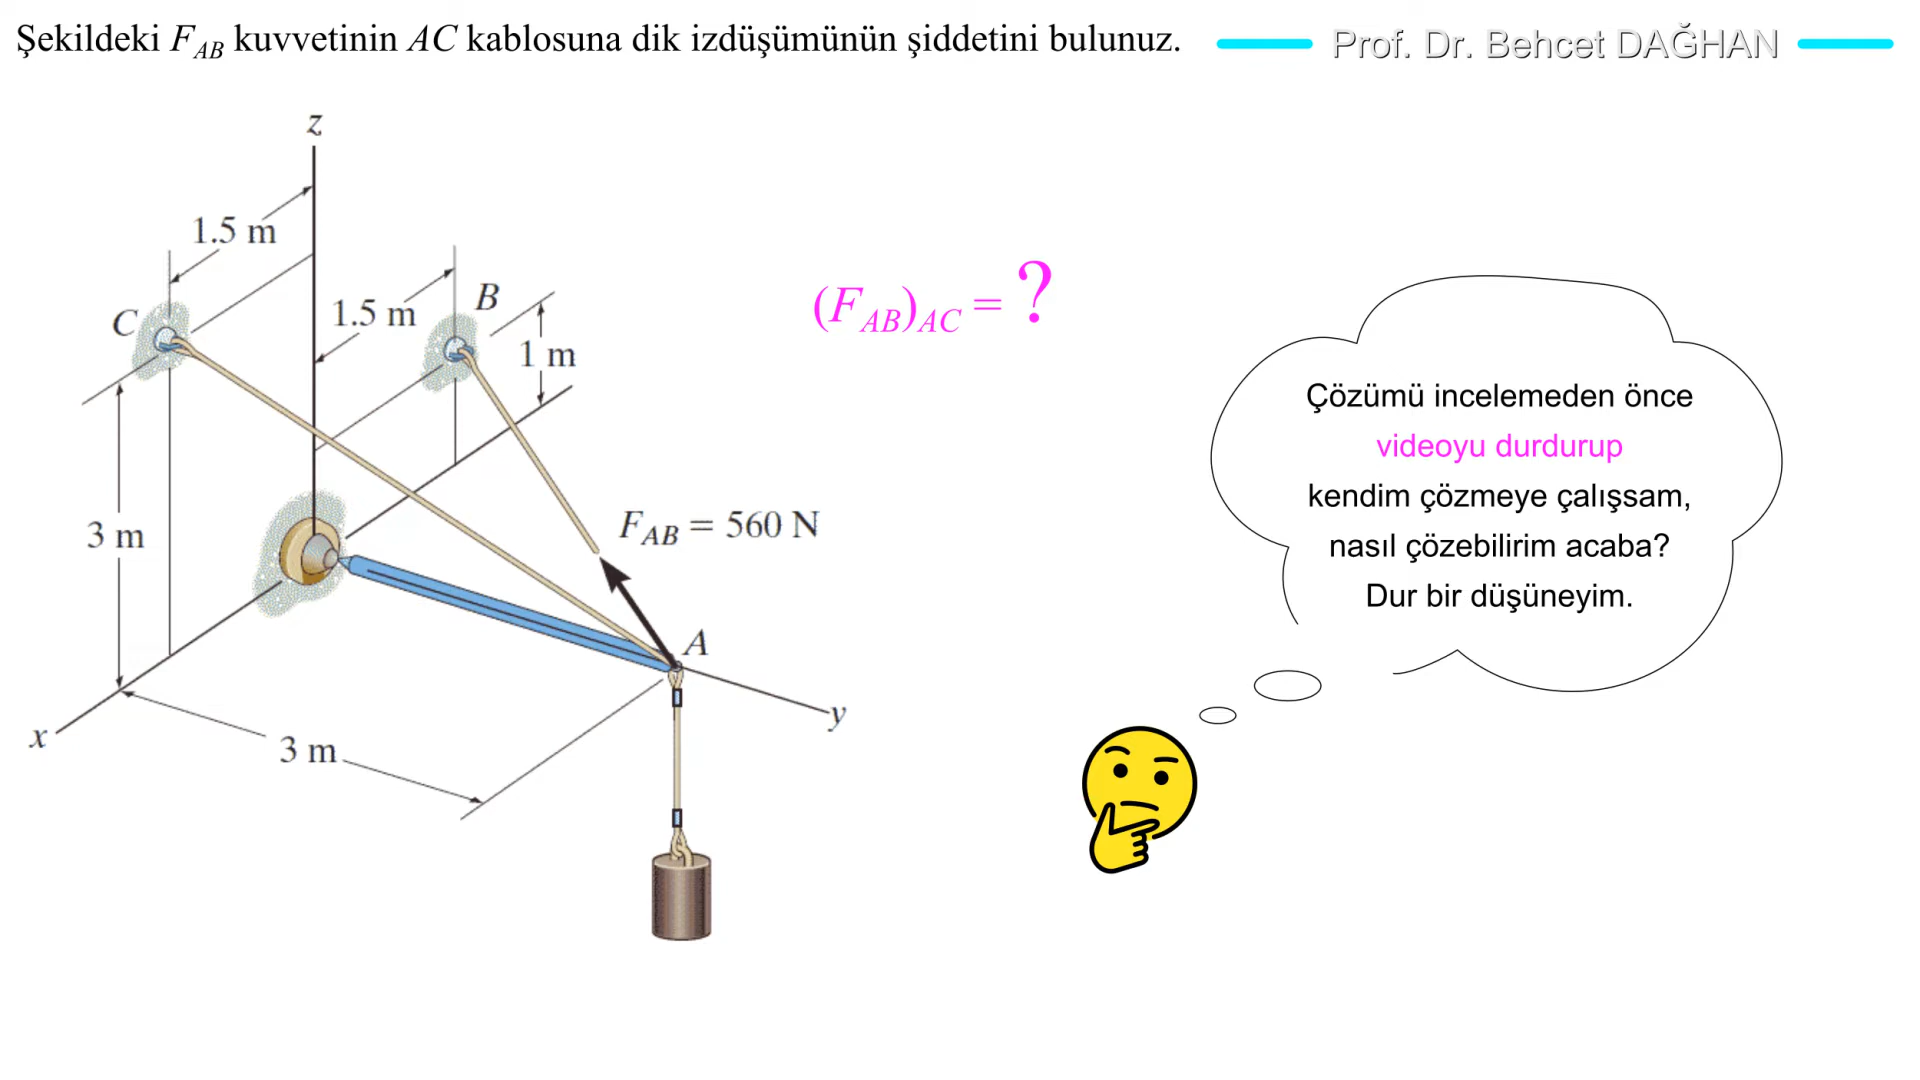 Şekildeki F_AB kuvvetinin AC kablosuna dik izdüşümünün şiddetini bulunuz.
Prof. Dr. Behcet DAĞHAN
z
1.5 m
C
1.5 m
B
1 m
(F_AB)_AC = ?
3 m
F_AB = 560 N
A
x
3 m
y
Çözümü incelemeden önce
videoyu durdurup
kendim çözmeye çalışsam,
nasıl çözebilirim acaba?
Dur bir düşüneyim.